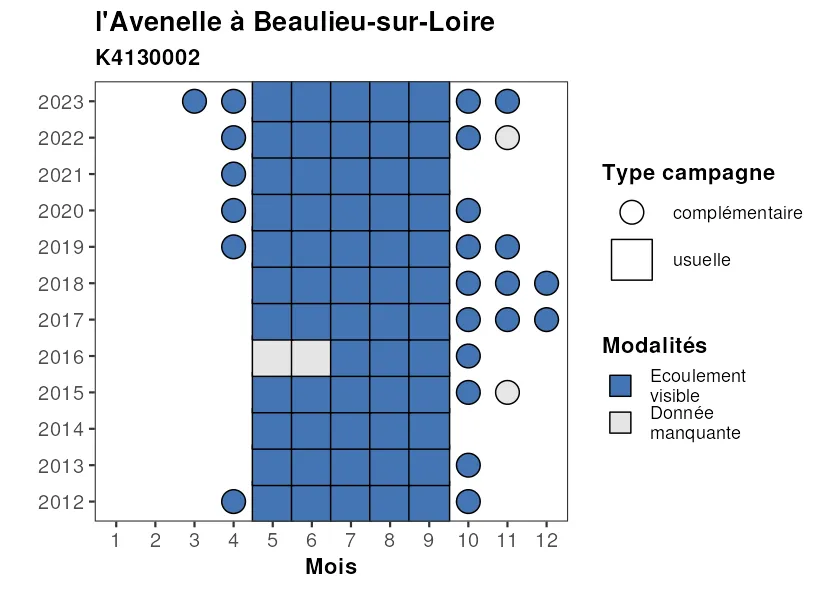 l'Avenelle à Beaulieu-sur-Loire
K4130002
2023
2022
2021
2020
2019
2018
2017
2016
2015
2014
2013
2012
1 2 3 4 5 6 7 8 9 10 11 12
Mois
Type campagne
complémentaire
usuelle
Modalités
Ecoulement
visible
Donnée
manquante